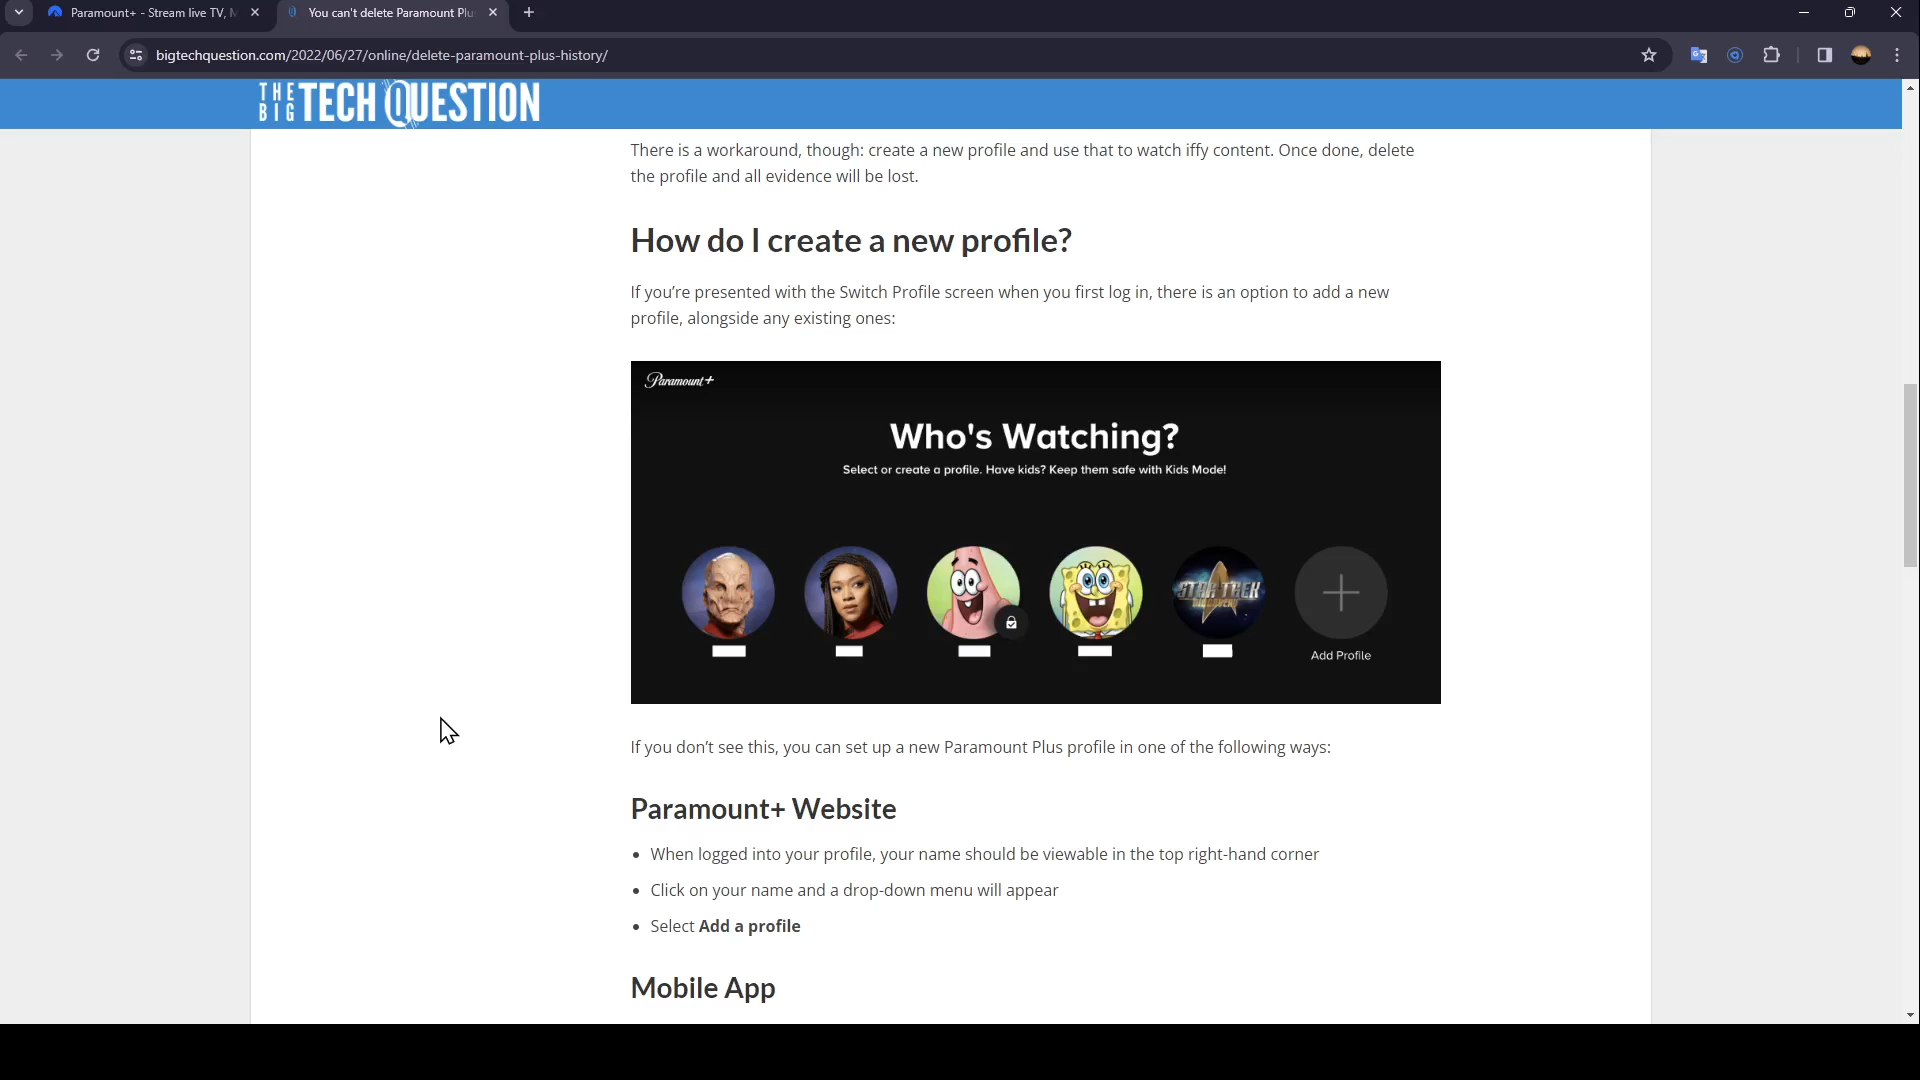 Paramount+ - Stream live TV, M
You can't delete Paramount Plu
bigtechquestion.com/2022/06/27/online/delete-paramount-plus-history/
THE BIG TECH QUESTION
There is a workaround, though: create a new profile and use that to watch iffy content. Once done, delete
the profile and all evidence will be lost.
How do I create a new profile?
If you’re presented with the Switch Profile screen when you first log in, there is an option to add a new
profile, alongside any existing ones:
Paramount+
Who's Watching?
Select or create a profile. Have kids? Keep them safe with Kids Mode!
STAR TREK
DISCOVERY
Add Profile
If you don’t see this, you can set up a new Paramount Plus profile in one of the following ways:
Paramount+ Website
• When logged into your profile, your name should be viewable in the top right-hand corner
• Click on your name and a drop-down menu will appear
• Select Add a profile
Mobile App